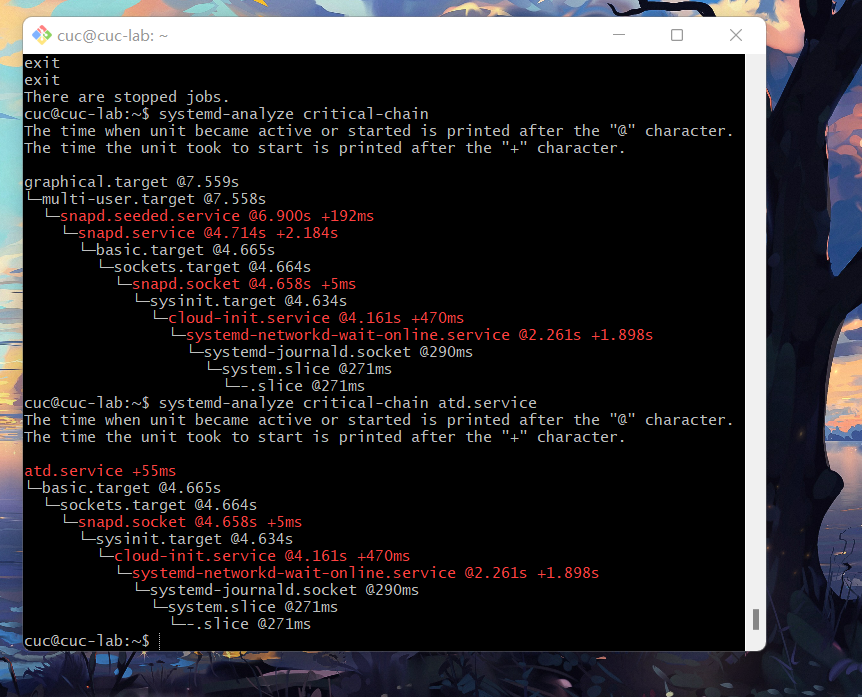 cuc@cuc-lab: ~
exit
exit
There are stopped jobs.
cuc@cuc-lab:~$ systemd-analyze critical-chain
The time when unit became active or started is printed after the "@" character.
The time the unit took to start is printed after the "+" character.
graphical.target @7.559s
└─multi-user.target @7.558s
└─snapd.seeded.service @6.900s +192ms
└─snapd.service @4.714s +2.184s
└─basic.target @4.665s
└─sockets.target @4.664s
└─snapd.socket @4.658s +5ms
└─sysinit.target @4.634s
└─cloud-init.service @4.161s +470ms
└─systemd-networkd-wait-online.service @2.261s +1.898s
└─systemd-journald.socket @290ms
└─system.slice @271ms
└─-.slice @271ms
cuc@cuc-lab:~$ systemd-analyze critical-chain atd.service
The time when unit became active or started is printed after the "@" character.
The time the unit took to start is printed after the "+" character.
atd.service +55ms
└─basic.target @4.665s
└─sockets.target @4.664s
└─snapd.socket @4.658s +5ms
└─sysinit.target @4.634s
└─cloud-init.service @4.161s +470ms
└─systemd-networkd-wait-online.service @2.261s +1.898s
└─systemd-journald.socket @290ms
└─system.slice @271ms
└─-.slice @271ms
cuc@cuc-lab:~$